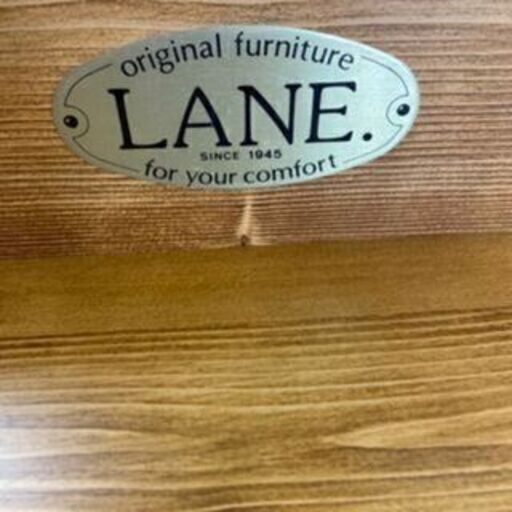 original furniture
LANE.
SINCE 1945
for your comfort